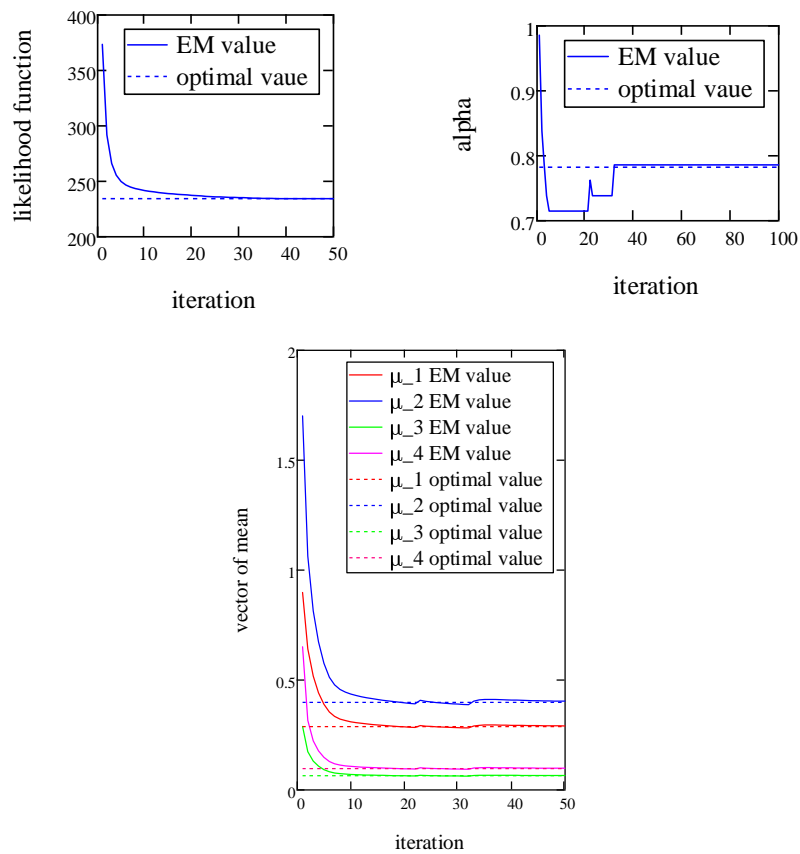 400
350
300
250
200
likelihood function
EM value
optimal vaue
0 10 20 30 40 50
iteration
1
0.9
0.8
0.7
alpha
EM value
optimal vaue
0 20 40 60 80 100
iteration
2
1.5
1
0.5
0
vector of mean
μ_1 EM value
μ_2 EM value
μ_3 EM value
μ_4 EM value
μ_1 optimal value
μ_2 optimal value
μ_3 optimal value
μ_4 optimal value
0 10 20 30 40 50
iteration